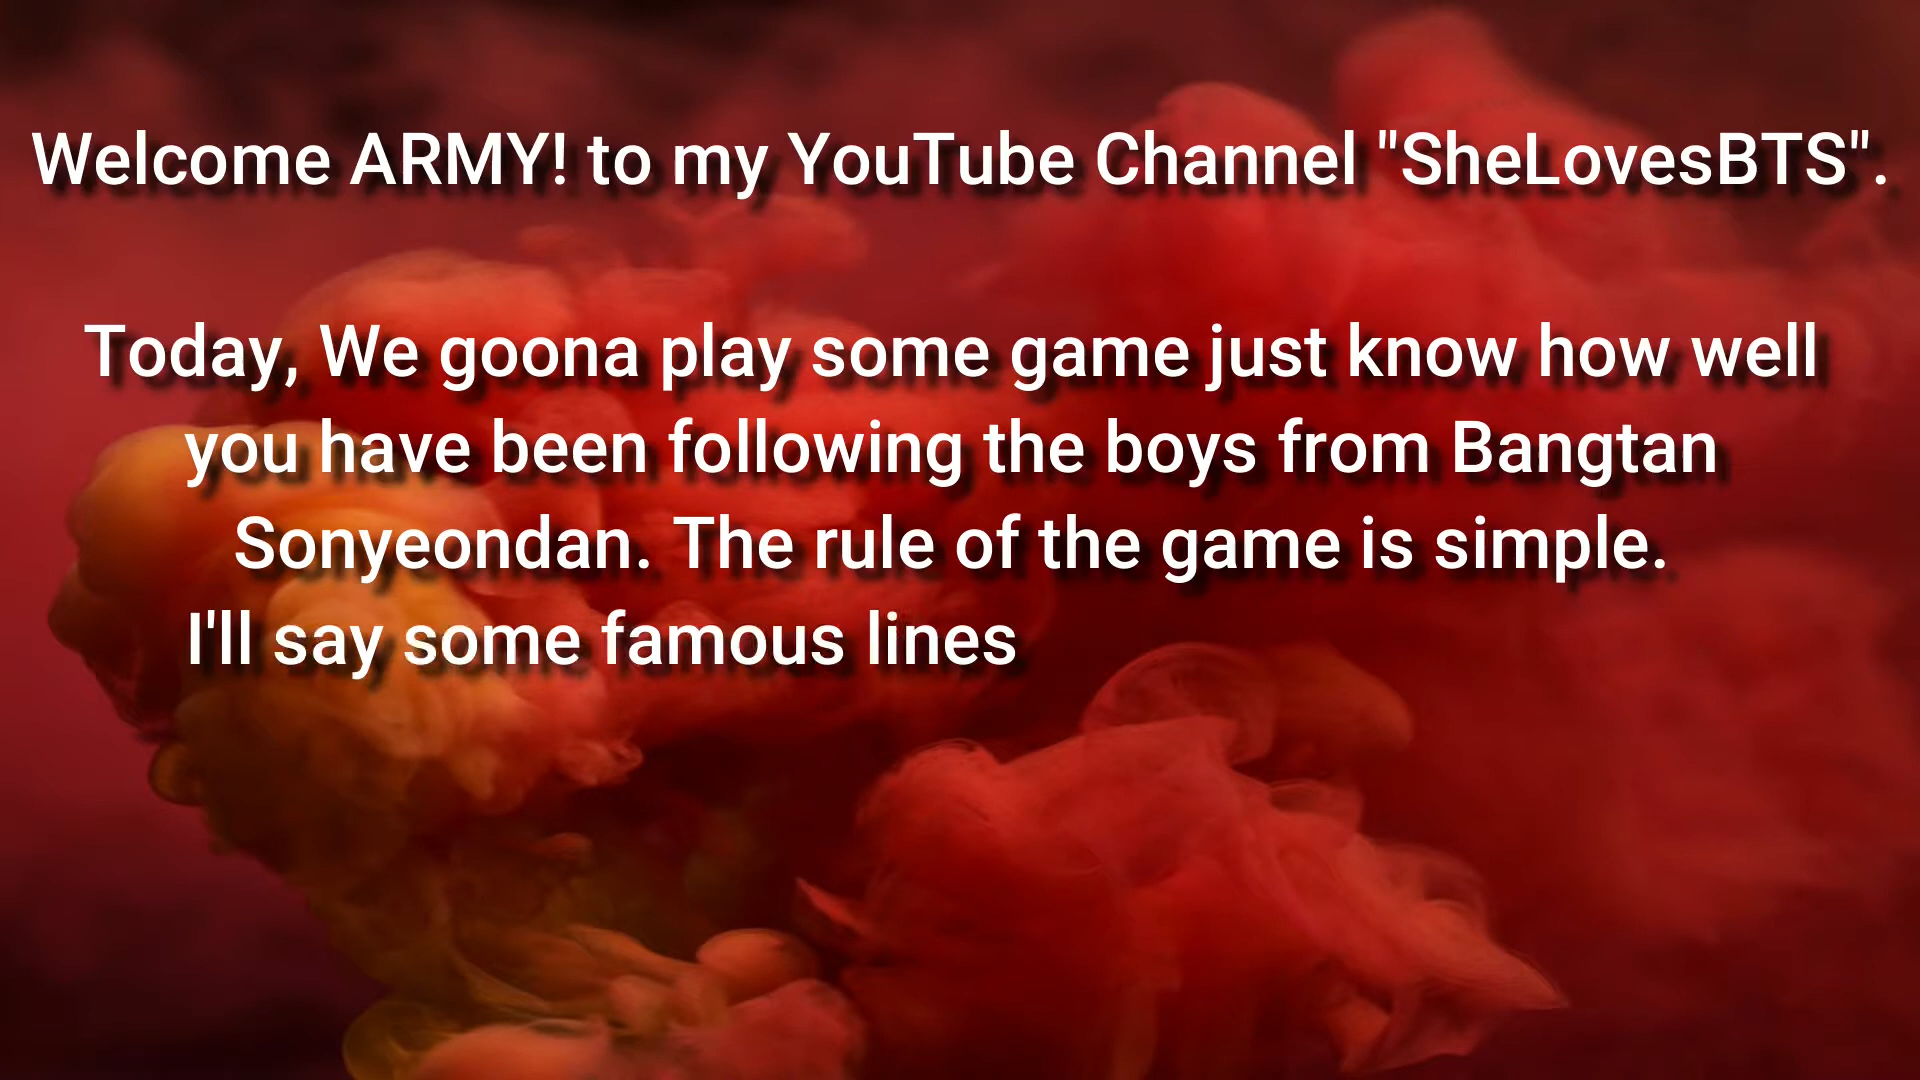 Welcome ARMY! to my YouTube Channel "SheLovesBTS".
Today, We goona play some game just know how well
you have been following the boys from Bangtan
Sonyeondan. The rule of the game is simple.
I'll say some famous lines